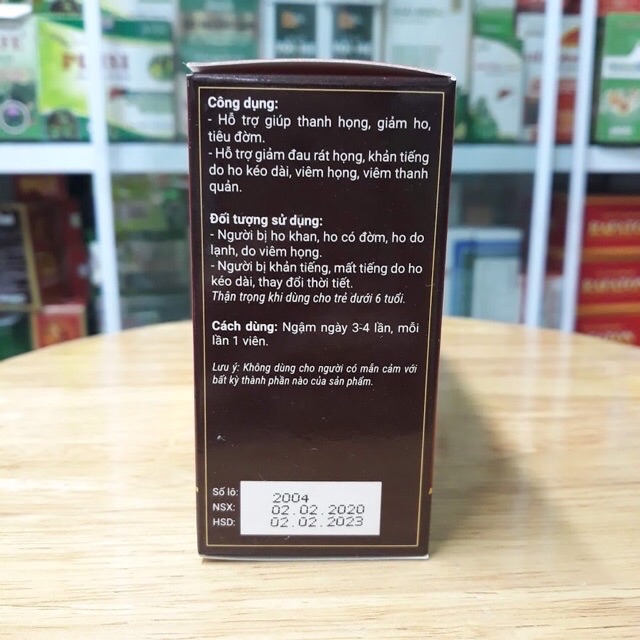 Công dụng:
- Hỗ trợ giúp thanh họng, giảm ho,
tiêu đờm.
- Hỗ trợ giảm đau rát họng, khản tiếng
do ho kéo dài, viêm họng, viêm thanh
quản.
Đối tượng sử dụng:
- Người bị ho khan, ho có đờm, ho do
lạnh, do viêm họng.
- Người bị khản tiếng, mất tiếng do ho
kéo dài, thay đổi thời tiết.
Thận trọng khi dùng cho trẻ dưới 6 tuổi.
Cách dùng: Ngậm ngày 3-4 lần, mỗi
lần 1 viên.
Lưu ý: Không dùng cho người có mẫn cảm với
bất kỳ thành phần nào của sản phẩm.
Số lô: 2004
NSX: 02.02.2020
HSD: 02.02.2023